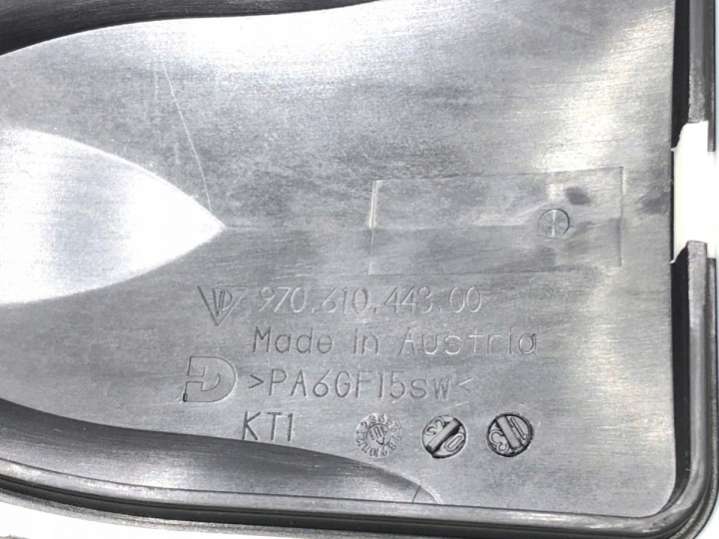 970.610.443.00
Made in Austria
>PA6GF15sw<
KT1